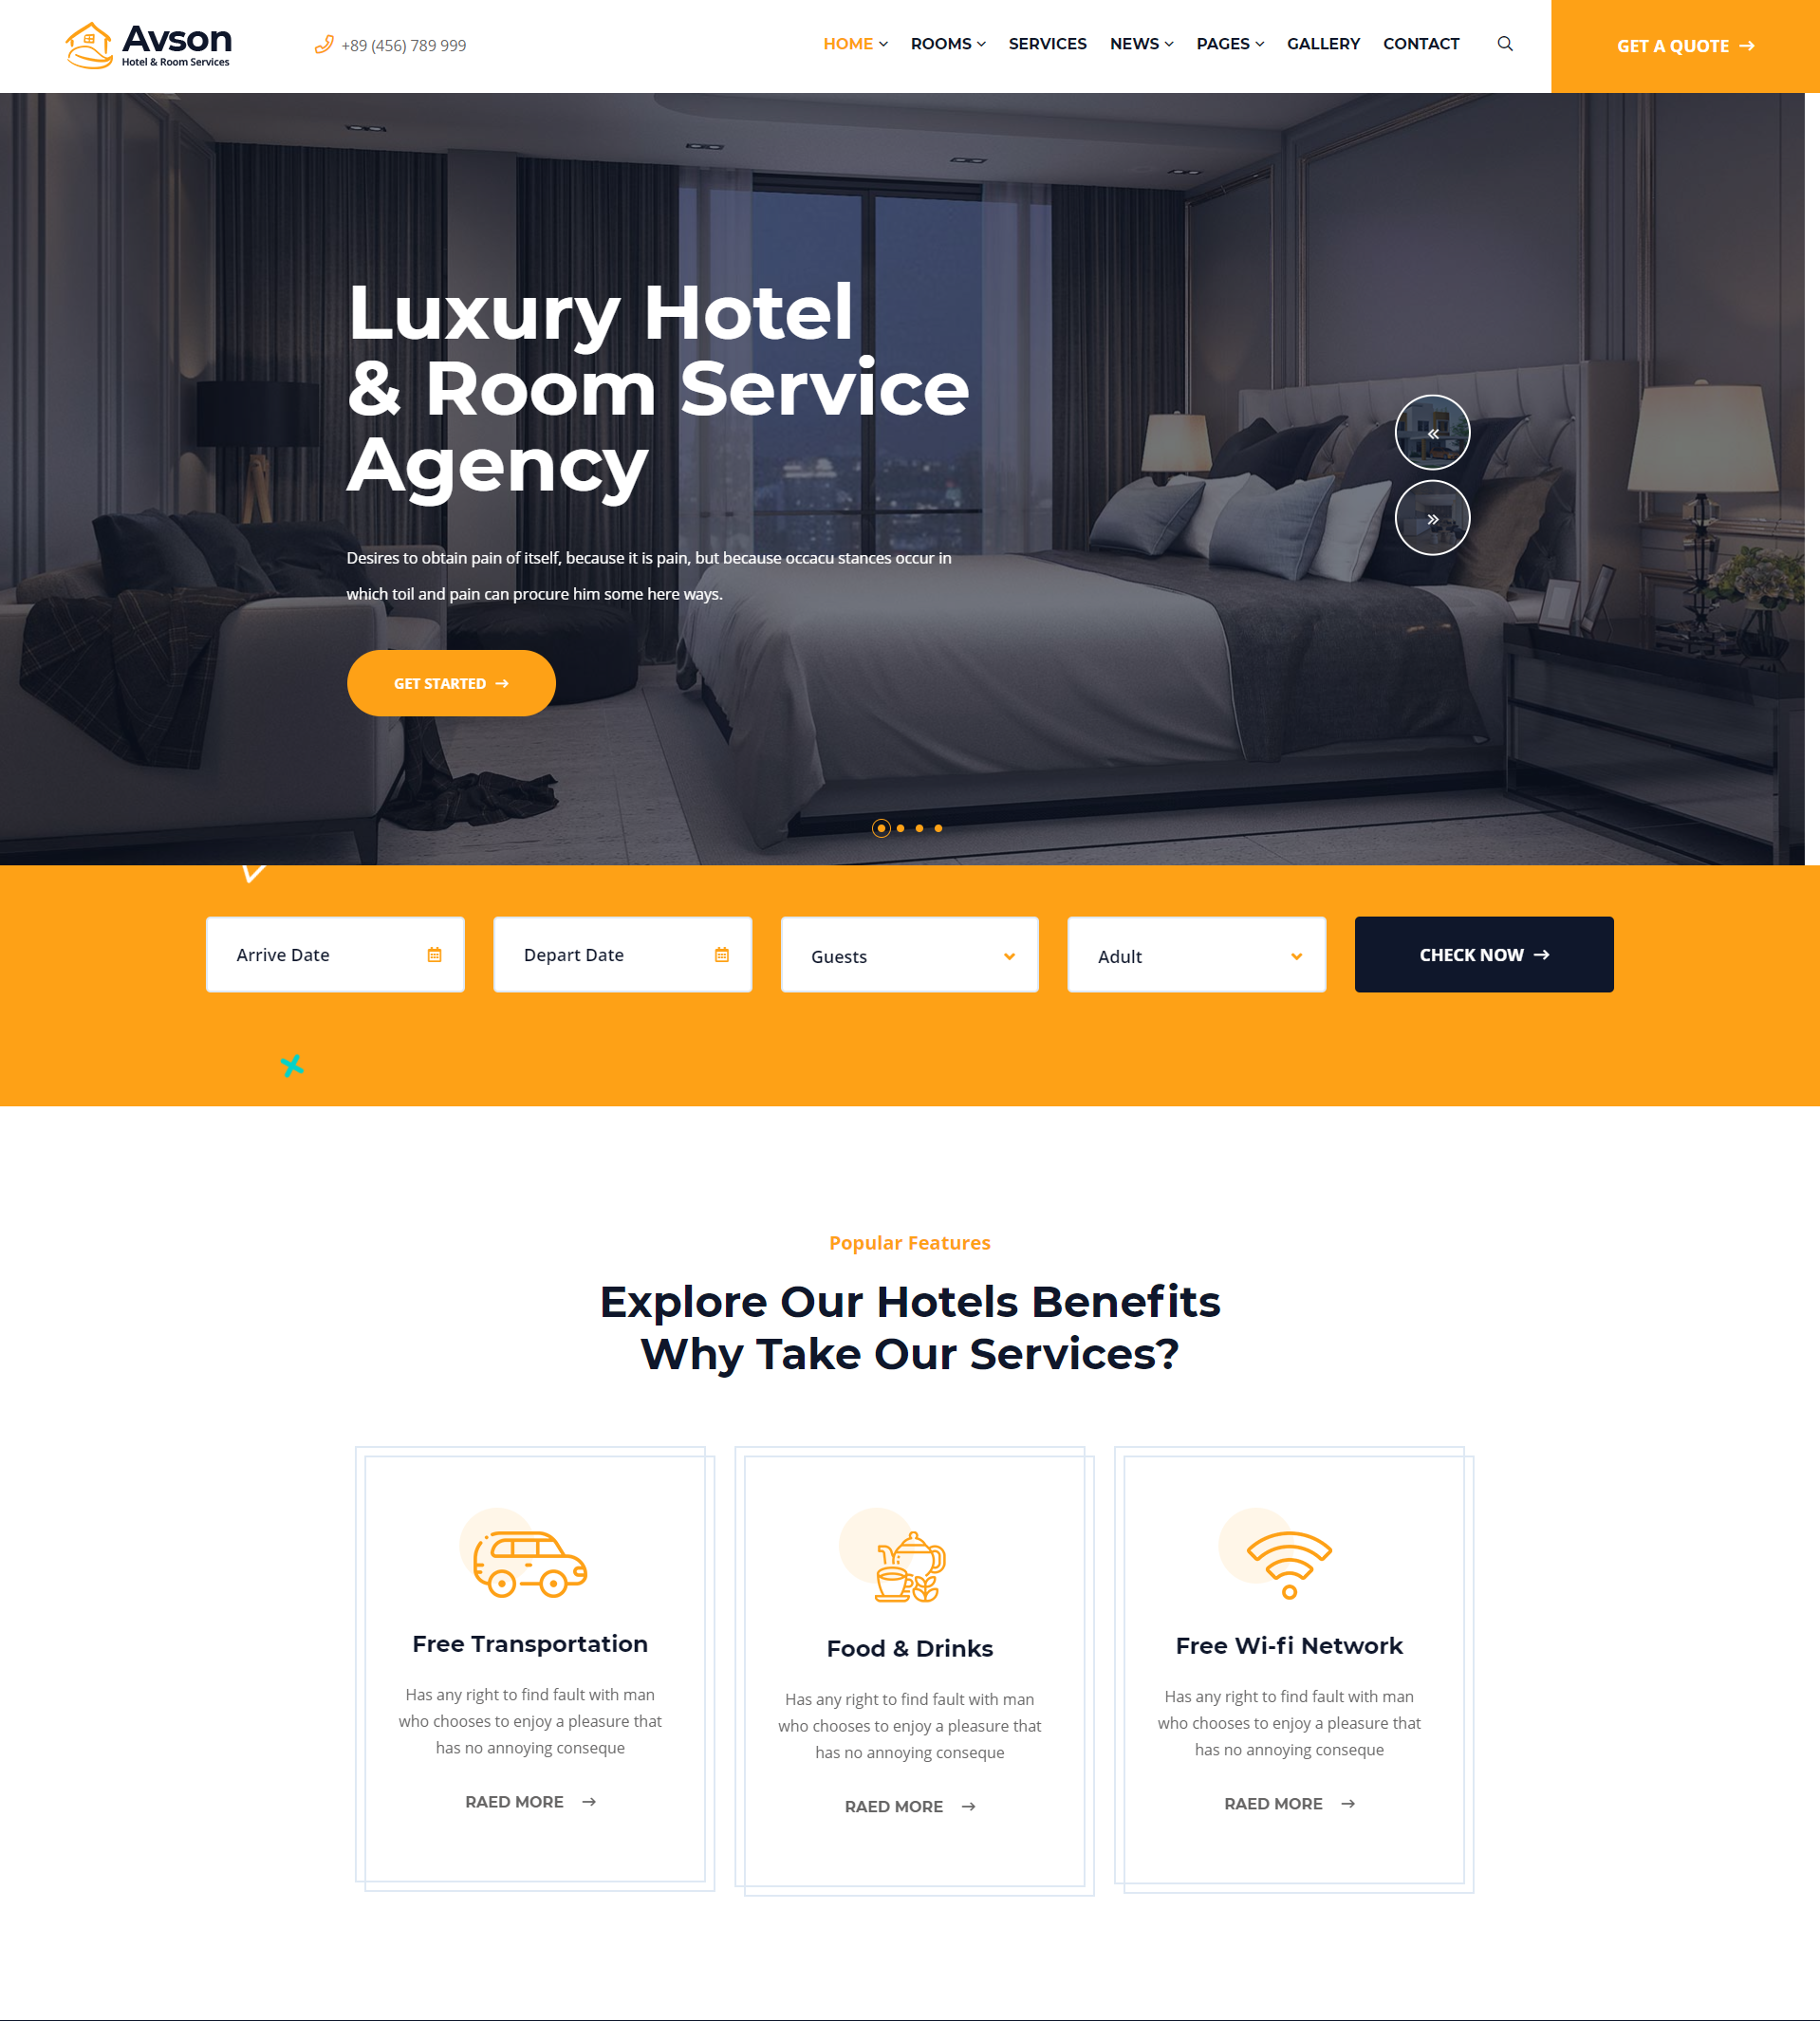 Avson
Hotel & Room Services
+89 (456) 789 999
HOME ROOMS SERVICES NEWS PAGES GALLERY CONTACT
GET A QUOTE
Luxury Hotel
& Room Service
Agency
Desires to obtain pain of itself, because it is pain, but because occacu stances occur in
which toil and pain can procure him some here ways.
GET STARTED
Arrive Date
Depart Date
Guests
Adult
CHECK NOW
Popular Features
Explore Our Hotels Benefits
Why Take Our Services?
Free Transportation
Has any right to find fault with man
who chooses to enjoy a pleasure that
has no annoying conseque
RAED MORE
Food & Drinks
Has any right to find fault with man
who chooses to enjoy a pleasure that
has no annoying conseque
RAED MORE
Free Wi-fi Network
Has any right to find fault with man
who chooses to enjoy a pleasure that
has no annoying conseque
RAED MORE